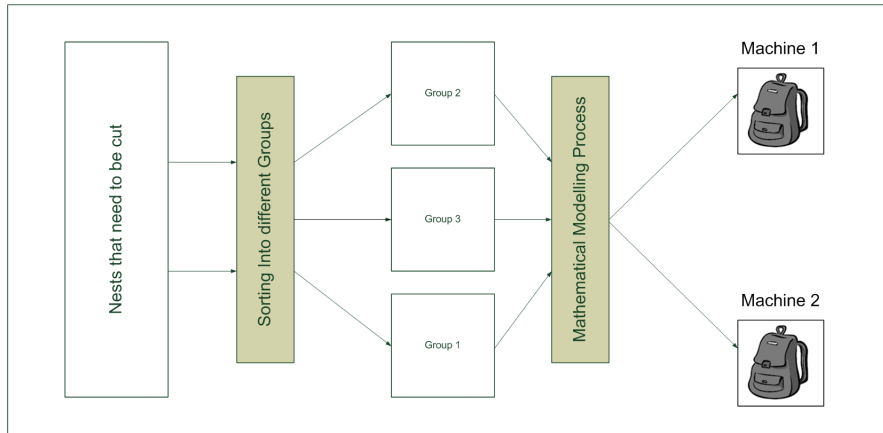 Nests that need to be cut
Sorting Into different Groups
Group 2
Group 3
Group 1
Mathematical Modelling Process
Machine 1
Machine 2